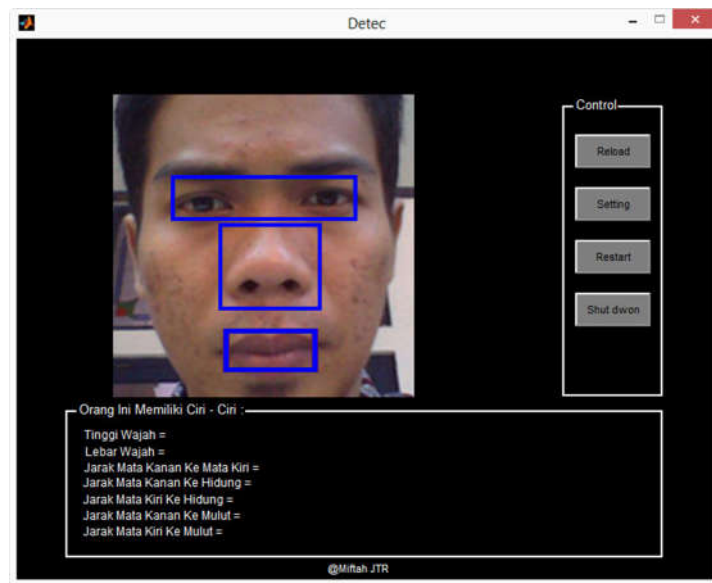 Detec
Control
Reload
Setting
Restart
Shut dwon
Orang Ini Memiliki Ciri - Ciri :
Tinggi Wajah =
Lebar Wajah =
Jarak Mata Kanan Ke Mata Kiri =
Jarak Mata Kanan Ke Hidung =
Jarak Mata Kiri Ke Hidung =
Jarak Mata Kanan Ke Mulut =
Jarak Mata Kiri Ke Mulut =
@Miftah JTR